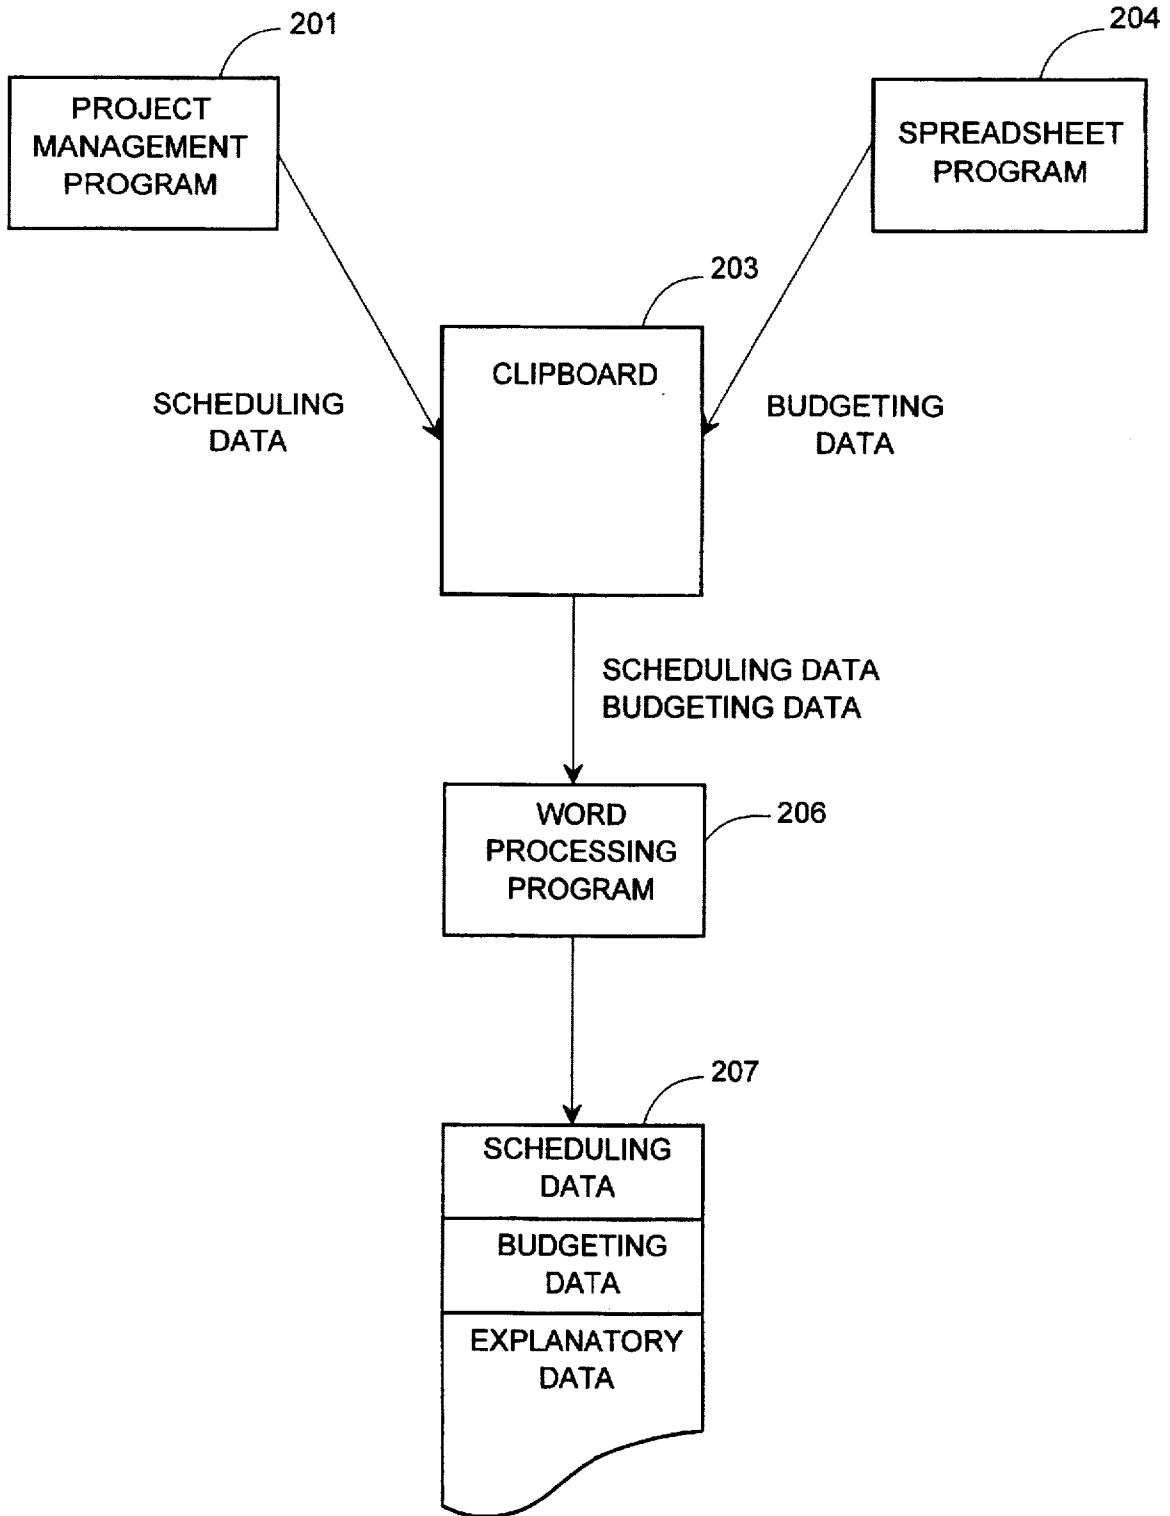 201
204
PROJECT
MANAGEMENT
PROGRAM
SPREADSHEET
PROGRAM
203
CLIPBOARD
SCHEDULING
DATA
BUDGETING
DATA
SCHEDULING DATA
BUDGETING DATA
WORD
PROCESSING
PROGRAM
206
207
SCHEDULING
DATA
BUDGETING
DATA
EXPLANATORY
DATA